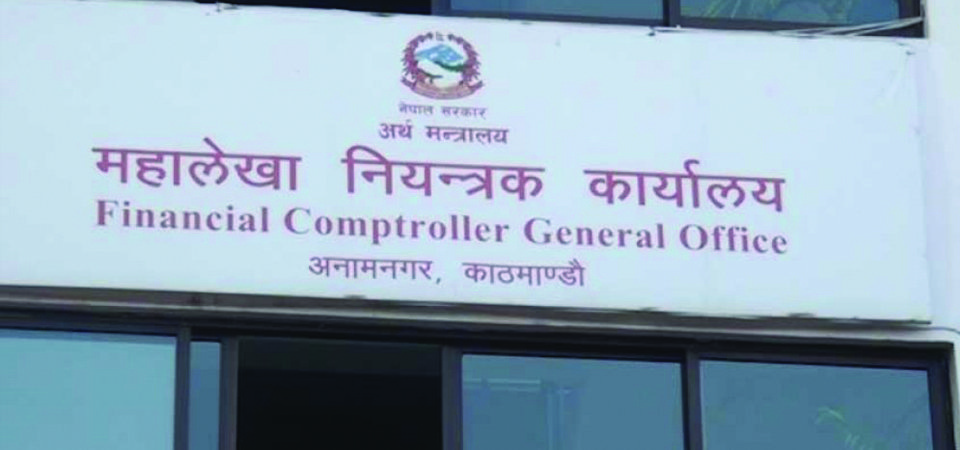 नेपाल सरकार
अर्थ मन्त्रालय
महालेखा नियन्त्रक कार्यालय
Financial Comptroller General Office
अनामनगर, काठमाण्डौ